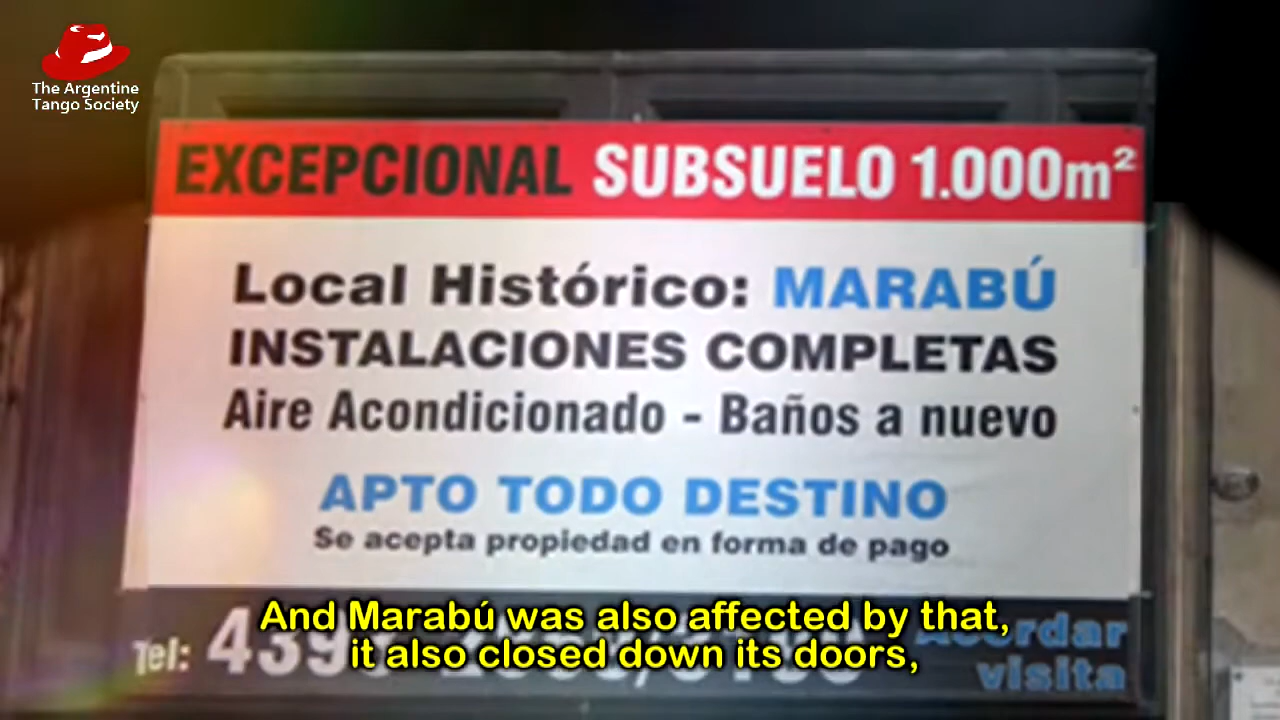 The Argentine
Tango Society
EXCEPCIONAL SUBSUELO 1.000m²
Local Histórico: MARABÚ
INSTALACIONES COMPLETAS
Aire Acondicionado - Baños a nuevo
APTO TODO DESTINO
Se acepta propiedad en forma de pago
And Marabú was also affected by that,
it also closed down its doors,
Tel:
Acordar
visita